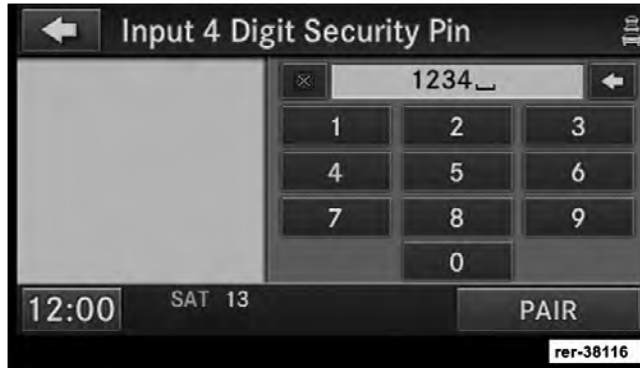 Input 4 Digit Security Pin
1234_
1 2 3
4 5 6
7 8 9
0
12:00 SAT 13 PAIR
rer-38116